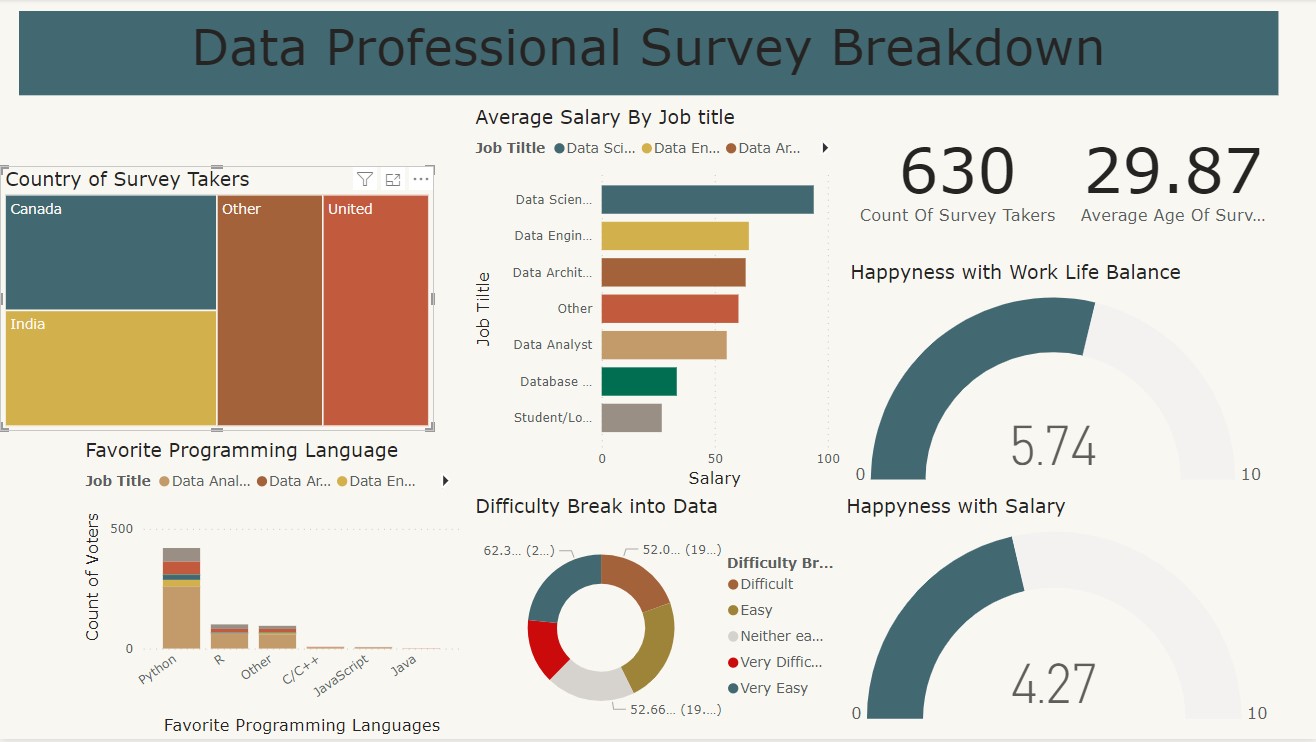 Data Professional Survey Breakdown
Country of Survey Takers
Canada
Other
United
India
Average Salary By Job title
Job Tiltle
Data Sci...
Data En...
Data Ar...
Job Tiltle
Data Scien...
Data Engin...
Data Archit...
Other
Data Analyst
Database ...
Student/Lo...
0
50
100
Salary
630
Count Of Survey Takers
29.87
Average Age Of Surv...
Happyness with Work Life Balance
5.74
0
10
Favorite Programming Language
Job Title
Data Anal...
Data Ar...
Data En...
Count of Voters
500
0
Python
R
Other
C/C++
JavaScript
Java
Favorite Programming Languages
Difficulty Break into Data
62.3... (2...)
52.0... (19...)
52.66... (19....)
Difficulty Br...
Difficult
Easy
Neither ea...
Very Diffic...
Very Easy
Happyness with Salary
4.27
0
10